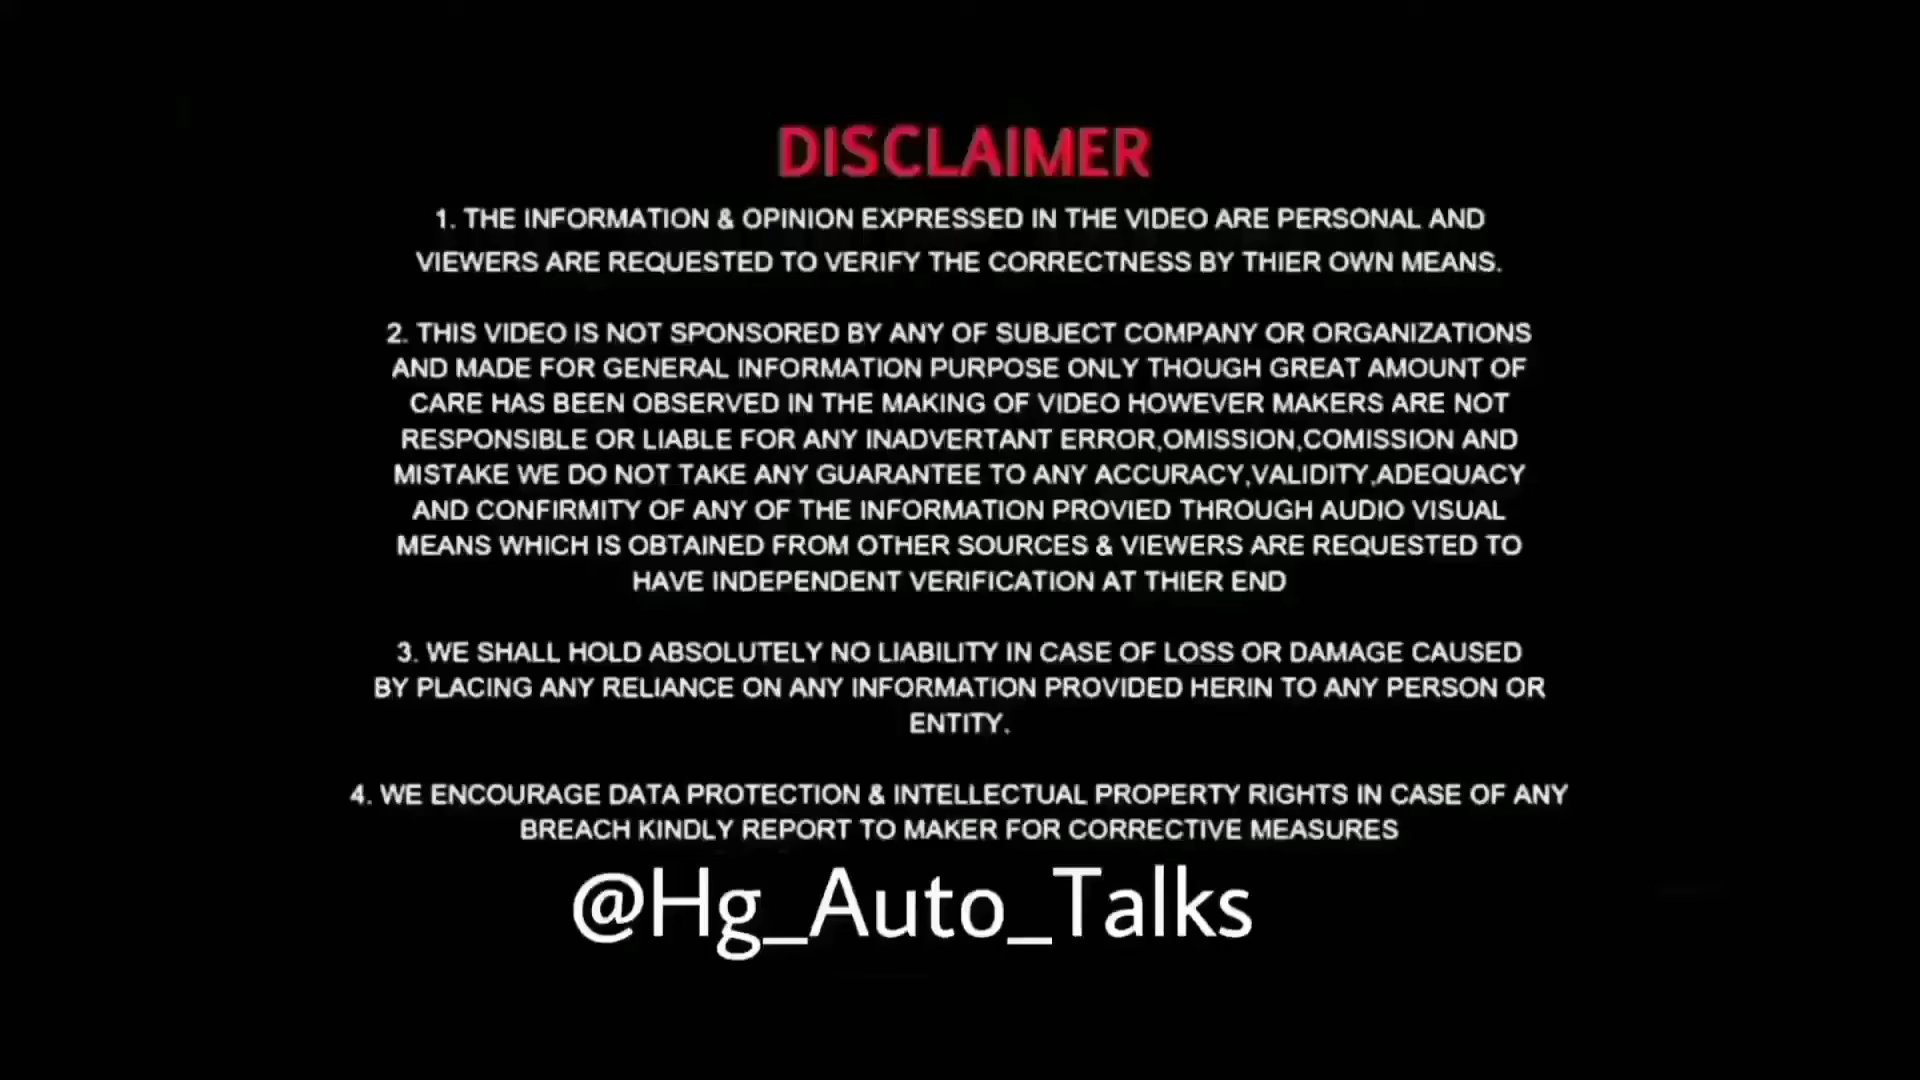 DISCLAIMER
1. THE INFORMATION & OPINION EXPRESSED IN THE VIDEO ARE PERSONAL AND
VIEWERS ARE REQUESTED TO VERIFY THE CORRECTNESS BY THIER OWN MEANS.
2. THIS VIDEO IS NOT SPONSORED BY ANY OF SUBJECT COMPANY OR ORGANIZATIONS
AND MADE FOR GENERAL INFORMATION PURPOSE ONLY THOUGH GREAT AMOUNT OF
CARE HAS BEEN OBSERVED IN THE MAKING OF VIDEO HOWEVER MAKERS ARE NOT
RESPONSIBLE OR LIABLE FOR ANY INADVERTANT ERROR,OMISSION,COMISSION AND
MISTAKE WE DO NOT TAKE ANY GUARANTEE TO ANY ACCURACY,VALIDITY,ADEQUACY
AND CONFIRMITY OF ANY OF THE INFORMATION PROVIED THROUGH AUDIO VISUAL
MEANS WHICH IS OBTAINED FROM OTHER SOURCES & VIEWERS ARE REQUESTED TO
HAVE INDEPENDENT VERIFICATION AT THIER END
3. WE SHALL HOLD ABSOLUTELY NO LIABILITY IN CASE OF LOSS OR DAMAGE CAUSED
BY PLACING ANY RELIANCE ON ANY INFORMATION PROVIDED HERIN TO ANY PERSON OR
ENTITY.
4. WE ENCOURAGE DATA PROTECTION & INTELLECTUAL PROPERTY RIGHTS IN CASE OF ANY
BREACH KINDLY REPORT TO MAKER FOR CORRECTIVE MEASURES
@Hg_Auto_Talks